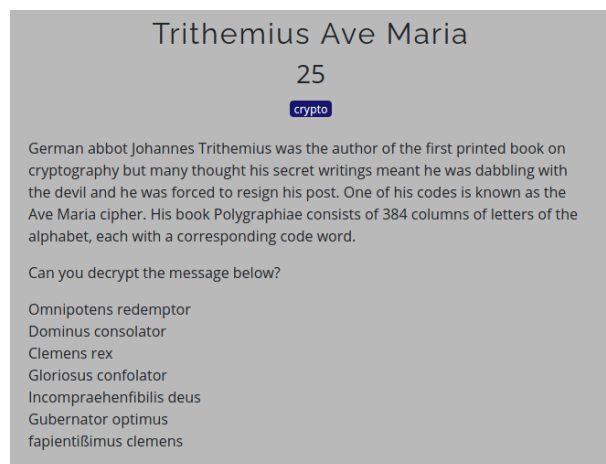 Trithemius Ave Maria
25
crypto
German abbot Johannes Trithemius was the author of the first printed book on
cryptography but many thought his secret writings meant he was dabbling with
the devil and he was forced to resign his post. One of his codes is known as the
Ave Maria cipher. His book Polygraphiae consists of 384 columns of letters of the
alphabet, each with a corresponding code word.
Can you decrypt the message below?
Omnipotens redemptor
Dominus consolator
Clemens rex
Gloriosus confolator
Incompraehenfibilis deus
Gubernator optimus
fapientißimus clemens